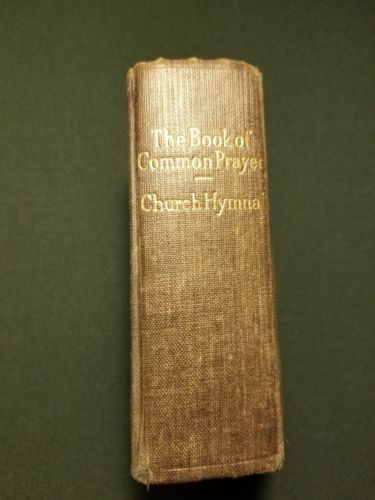 The Book of
Common Prayer
Church Hymnal